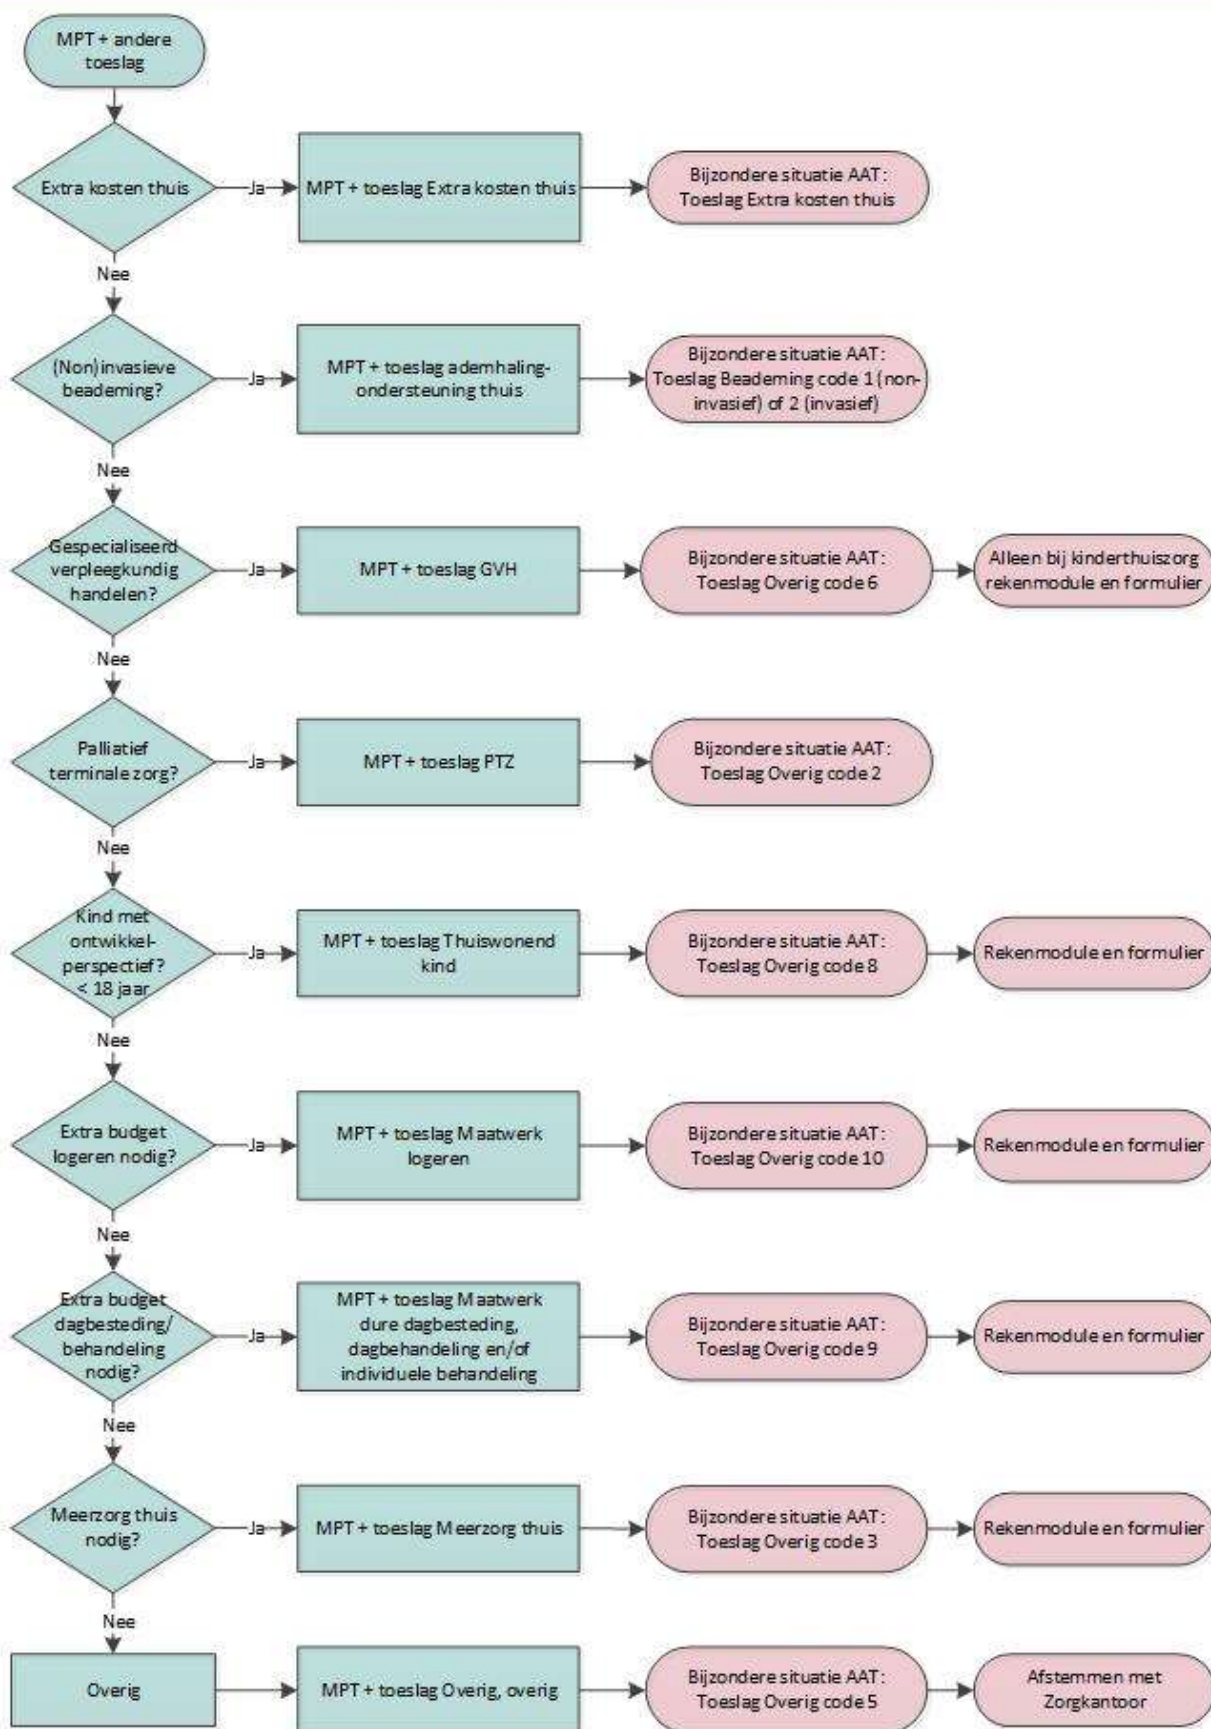 MPT + andere
toeslag
Extra kosten thuis
Ja
MPT + toeslag Extra kosten thuis
Bijzondere situatie AAT:
Toeslag Extra kosten thuis
Nee
(Non)invasieve
beademing?
Ja
MPT + toeslag ademhaling-
ondersteuning thuis
Bijzondere situatie AAT:
Toeslag Beademing code 1 (non-
invasief) of 2 (invasief)
Nee
Gespecialiseerd
verpleegkundig
handelen?
Ja
MPT + toeslag GVH
Bijzondere situatie AAT:
Toeslag Overig code 6
Alleen bij kinderthuiszorg
rekenmodule en formulier
Nee
Palliatief
terminale zorg?
Ja
MPT + toeslag PTZ
Bijzondere situatie AAT:
Toeslag Overig code 2
Nee
Kind met
ontwikkel-
perspectief?
< 18 jaar
Ja
MPT + toeslag Thuiswonend
kind
Bijzondere situatie AAT:
Toeslag Overig code 8
Rekenmodule en formulier
Nee
Extra budget
logeren nodig?
Ja
MPT + toeslag Maatwerk
logeren
Bijzondere situatie AAT:
Toeslag Overig code 10
Rekenmodule en formulier
Nee
Extra budget
dagbesteding/
behandeling
nodig?
Ja
MPT + toeslag Maatwerk
dure dagbesteding,
dagbehandeling en/of
individuele behandeling
Bijzondere situatie AAT:
Toeslag Overig code 9
Rekenmodule en formulier
Nee
Meerzorg thuis
nodig?
Ja
MPT + toeslag Meerzorg thuis
Bijzondere situatie AAT:
Toeslag Overig code 3
Rekenmodule en formulier
Nee
Overig
MPT + toeslag Overig, overig
Bijzondere situatie AAT:
Toeslag Overig code 5
Afstemmen met
Zorgkantoor